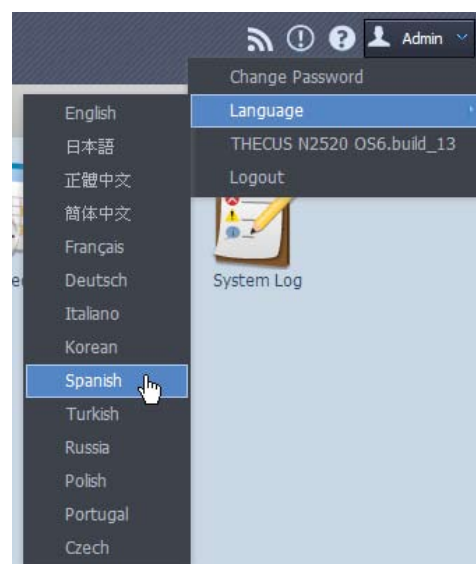 Admin
Change Password
Language
THECUS N2520 OS6.build_13
Logout
English
日本語
正體中文
简体中文
Français
Deutsch
Italiano
Korean
Spanish
Turkish
Russia
Polish
Portugal
Czech
System Log